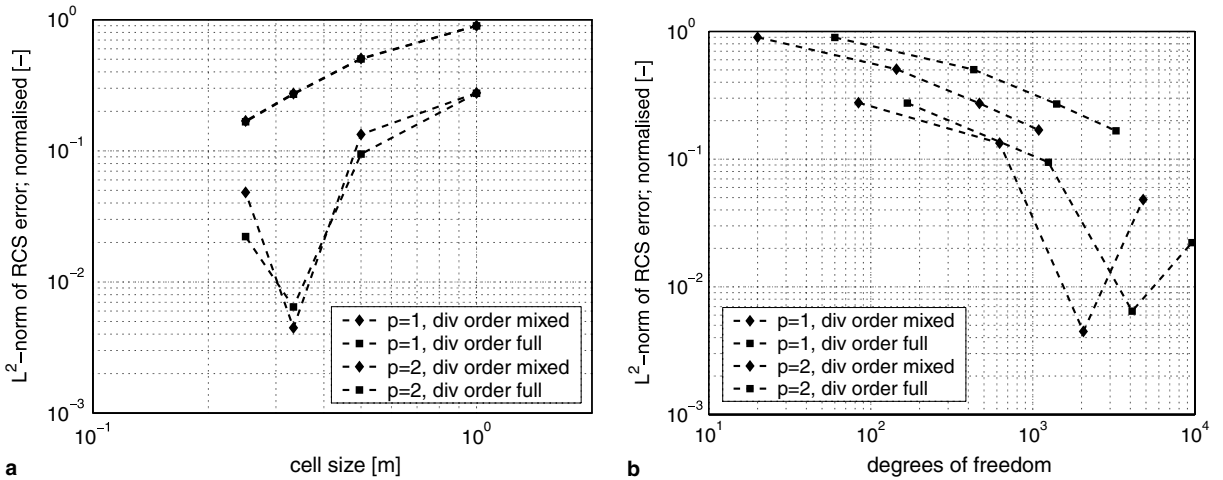 10^0
10^−1
10^−2
10^−3
10^−1
10^0
L^2−norm of RCS error; normalised [−]
cell size [m]
p=1, div order mixed
p=1, div order full
p=2, div order mixed
p=2, div order full
a
10^0
10^−1
10^−2
10^−3
10^1
10^2
10^3
10^4
L^2−norm of RCS error; normalised [−]
degrees of freedom
p=1, div order mixed
p=1, div order full
p=2, div order mixed
p=2, div order full
b